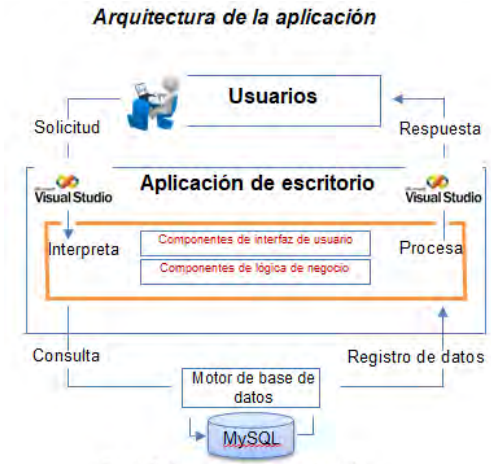 Arquitectura de la aplicación
Usuarios
Solicitud
Respuesta
Aplicación de escritorio
Visual Studio
Visual Studio
Interpreta
Componentes de interfaz de usuario
Procesa
Componentes de lógica de negocio
Consulta
Registro de datos
Motor de base de
datos
MySQL